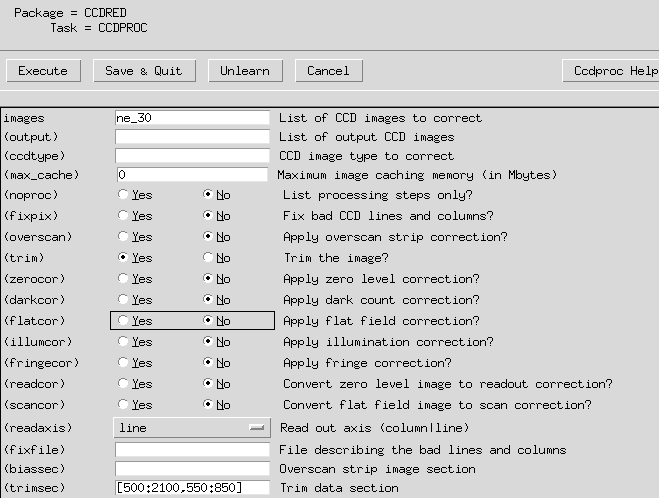 Package = CCDRED
Task = CCDPROC
Execute Save & Quit Unlearn Cancel Ccdproc Help
images ne_30 List of CCD images to correct
(output) List of output CCD images
(ccdtype) CCD image type to correct
(max_cache) 0 Maximum image caching memory (in Mbytes)
(noproc) Yes No List processing steps only?
(fixpix) Yes No Fix bad CCD lines and columns?
(overscan) Yes No Apply overscan strip correction?
(trim) Yes No Trim the image?
(zerocor) Yes No Apply zero level correction?
(darkcor) Yes No Apply dark count correction?
(flatcor) Yes No Apply flat field correction?
(illumcor) Yes No Apply illumination correction?
(fringecor) Yes No Apply fringe correction?
(readcor) Yes No Convert zero level image to readout correction?
(scancor) Yes No Convert flat field image to scan correction?
(readaxis) line Read out axis (column|line)
(fixfile) File describing the bad lines and columns
(biassec) Overscan strip image section
(trimsec) [500:2100,550:850] Trim data section